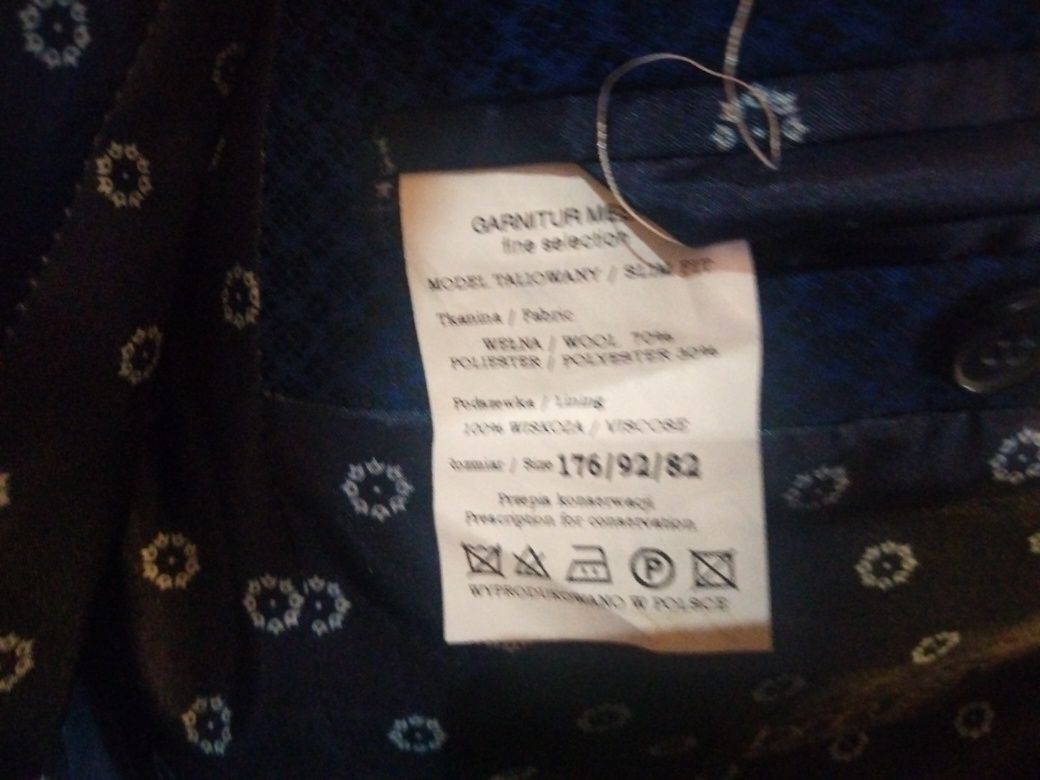 GARNITUR
fine selection
MODEL TALIOWANY / SLIM FIT
Tkanina / Fabric
WEŁNA / WOOL 70%
POLIESTER / POLYESTER 30%
Podszewka / Lining
100% WISKOZA / VISCOSE
Rozmiar / Size 176/92/82
Przepis konserwacji
Prescription for conservation
P
WYPRODUKOWANO W POLSCE